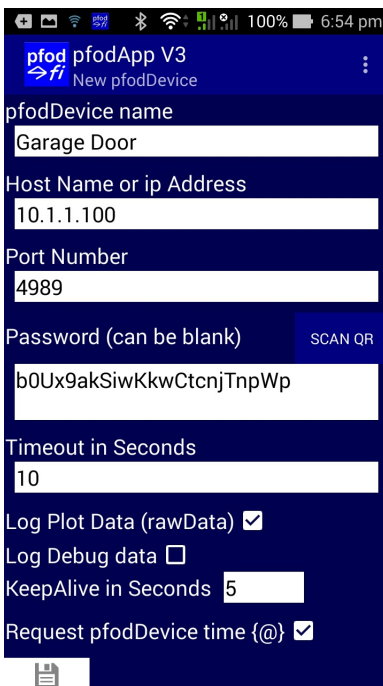 100% 6:54 pm
pfod pfodApp V3
fi New pfodDevice
pfodDevice name
Garage Door
Host Name or ip Address
10.1.1.100
Port Number
4989
Password (can be blank) SCAN QR
b0Ux9akSiwKkwCtcnjTnpWp
Timeout in Seconds
10
Log Plot Data (rawData)
Log Debug data
KeepAlive in Seconds 5
Request pfodDevice time {@}